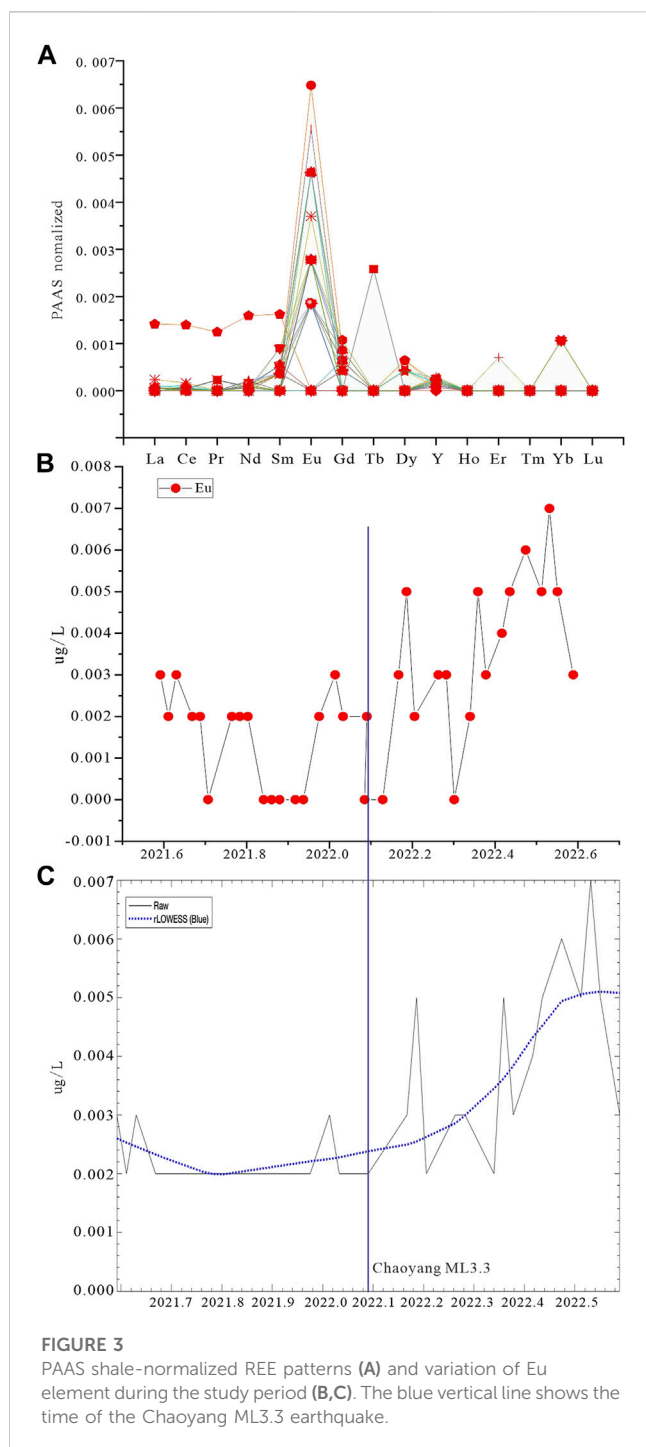 A
0. 007
0. 006
0. 005
0. 004
0. 003
0. 002
0. 001
0. 000
PAAS nomalized
La Ce Pr Nd Sm Eu Gd Tb Dy Y Ho Er Tm Yb Lu
B
0.008
0.007
0.006
0.005
0.004
0.003
0.002
0.001
0.000
-0.001
ug/L
Eu
2021.6 2021.8 2022.0 2022.2 2022.4 2022.6
C
0.007
0.006
0.005
0.004
0.003
0.002
0.001
0.000
ug/L
Raw
rLOWESS (Blue)
Chaoyang ML3.3
2021.7 2021.8 2021.9 2022.0 2022.1 2022.2 2022.3 2022.4 2022.5
FIGURE 3
PAAS shale-normalized REE patterns (A) and variation of Eu
element during the study period (B,C). The blue vertical line shows the
time of the Chaoyang ML3.3 earthquake.